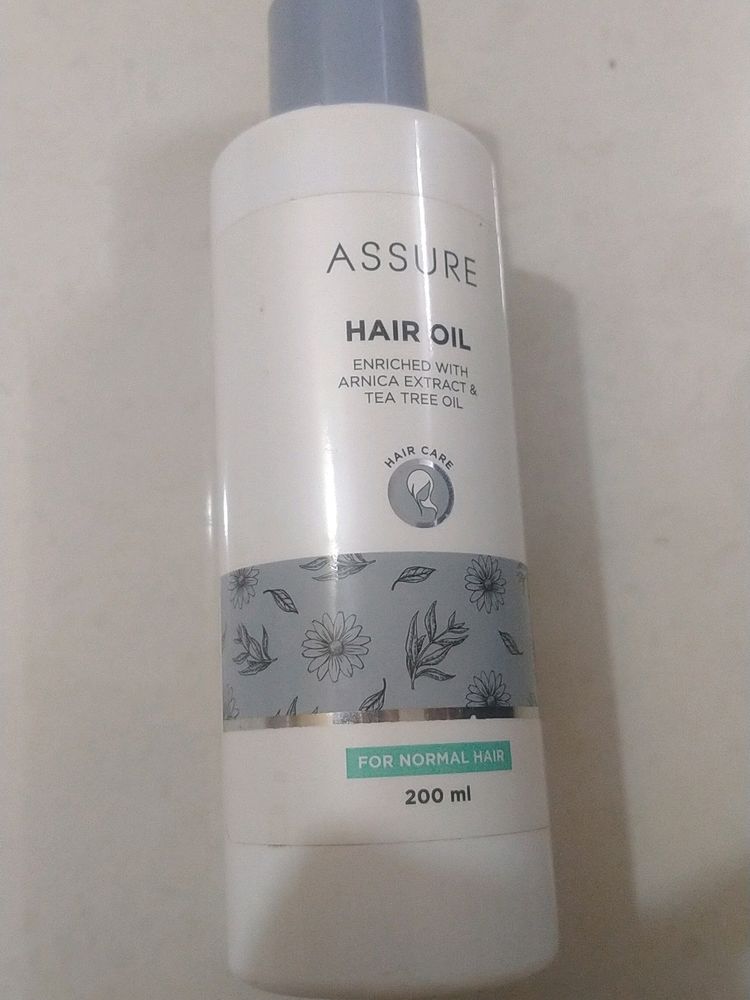 ASSURE
HAIR OIL
ENRICHED WITH
ARNICA EXTRACT &
TEA TREE OIL
HAIR CARE
FOR NORMAL HAIR
200 ml